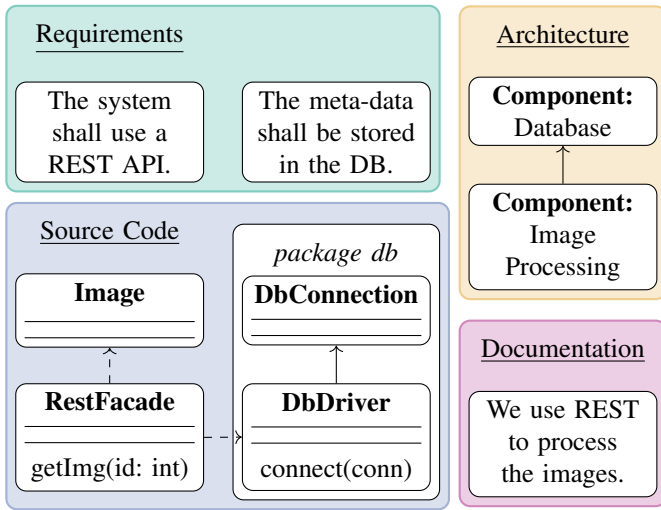 Requirements
The system
shall use a
REST API.
The meta-data
shall be stored
in the DB.
Architecture
Component:
Database
Component:
Image
Processing
Source Code
Image
RestFacade
getImg(id: int)
package db
DbConnection
DbDriver
connect(conn)
Documentation
We use REST
to process
the images.